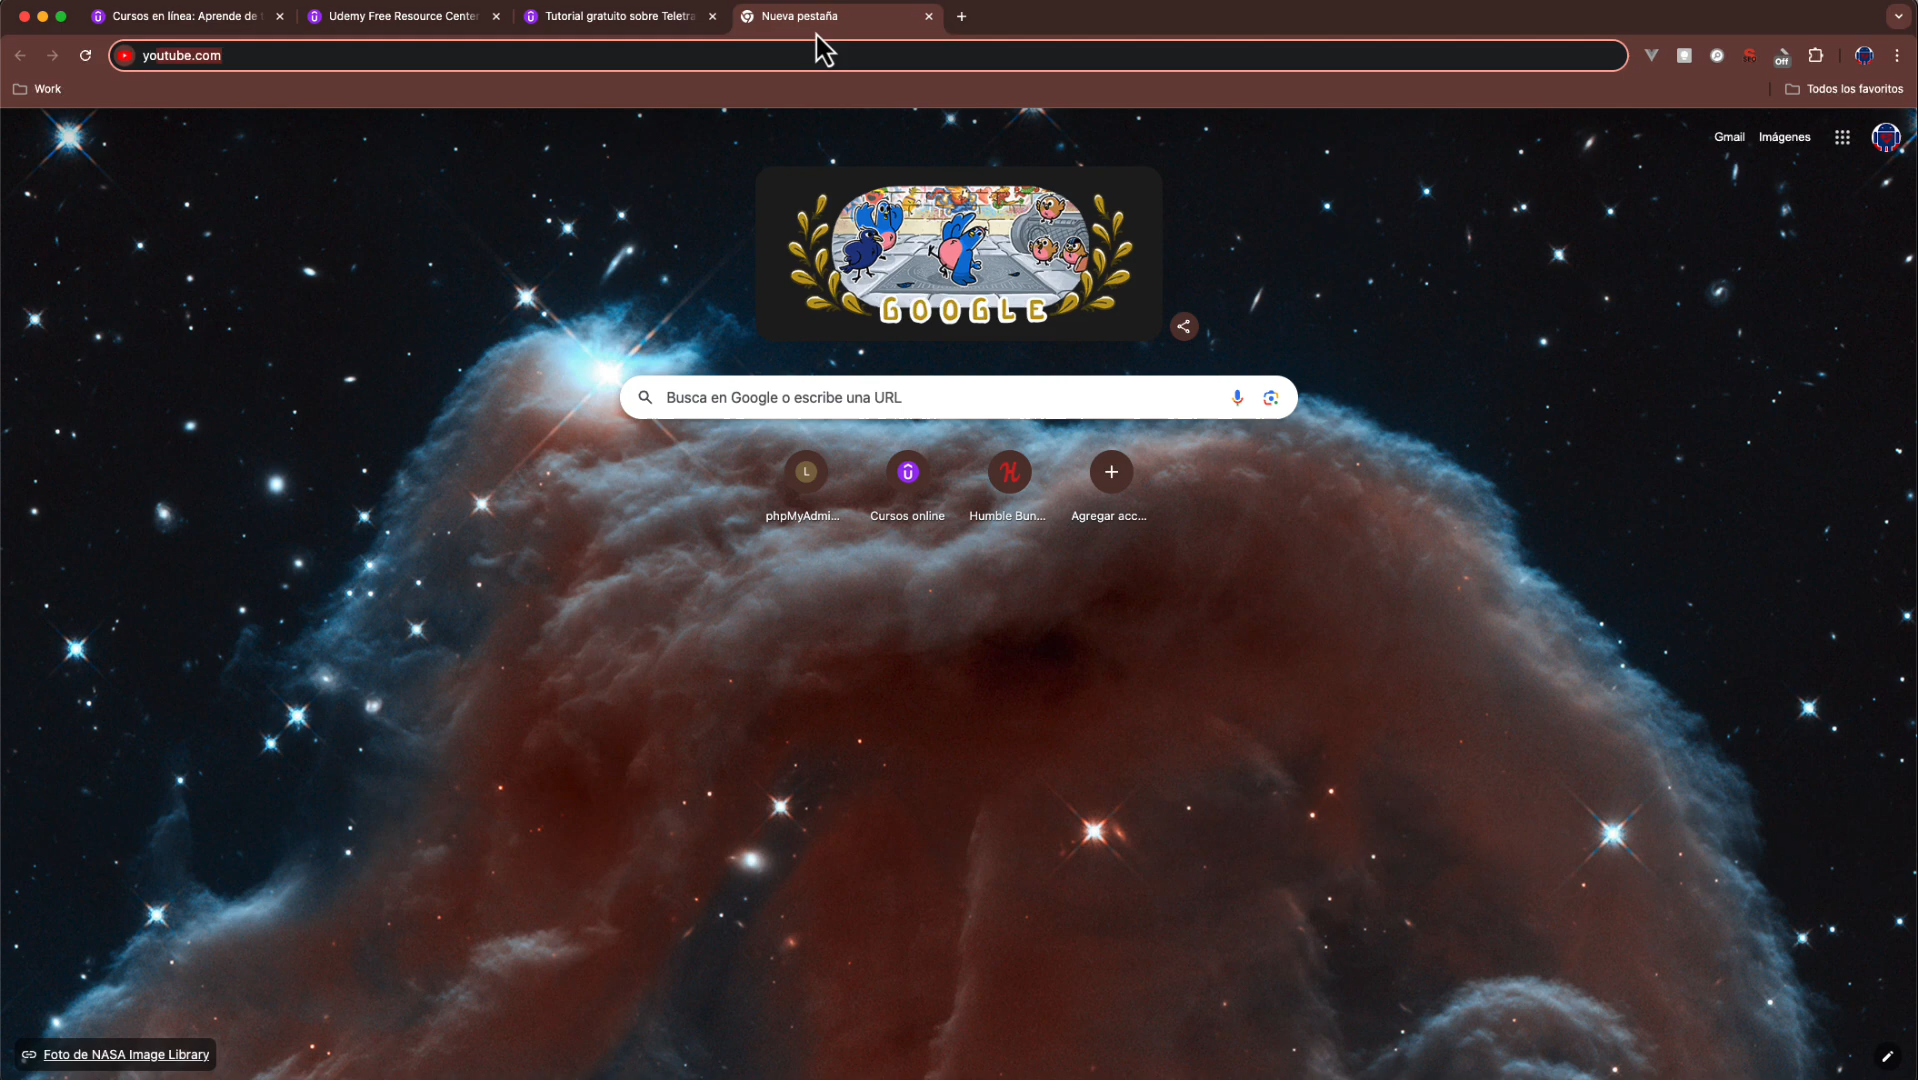 Cursos en línea: Aprende de t
Udemy Free Resource Center
Tutorial gratuito sobre Teletra
Nueva pestaña
youtube.com
Off
Work
Todos los favoritos
Gmail
Imágenes
GOOGLE
Busca en Google o escribe una URL
L
phpMyAdmi...
Cursos online
Humble Bun...
Agregar acc...
Foto de NASA Image Library